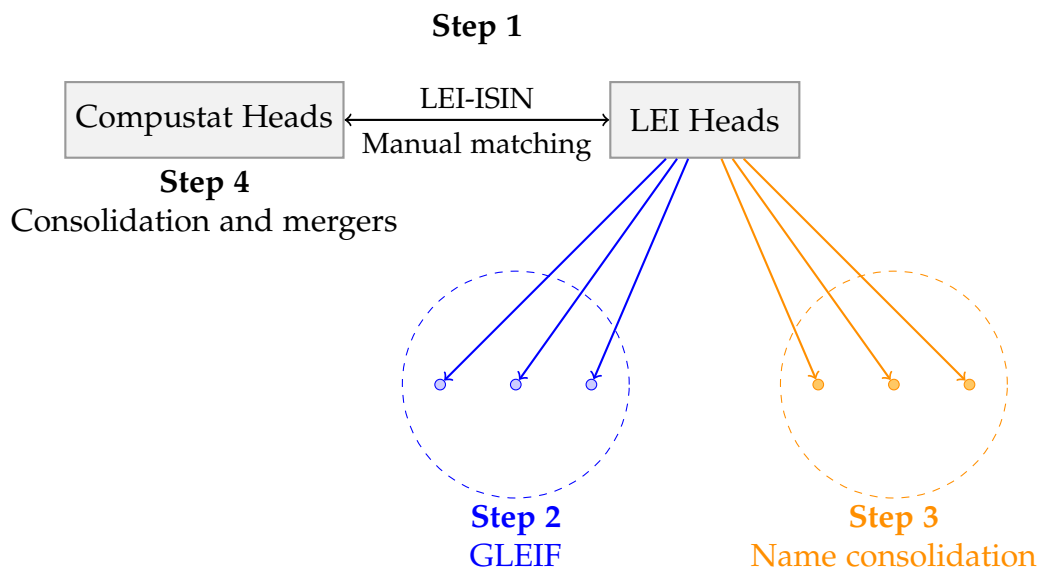 Step 1
Compustat Heads
LEI-ISIN
Manual matching
LEI Heads
Step 4
Consolidation and mergers
Step 2
GLEIF
Step 3
Name consolidation